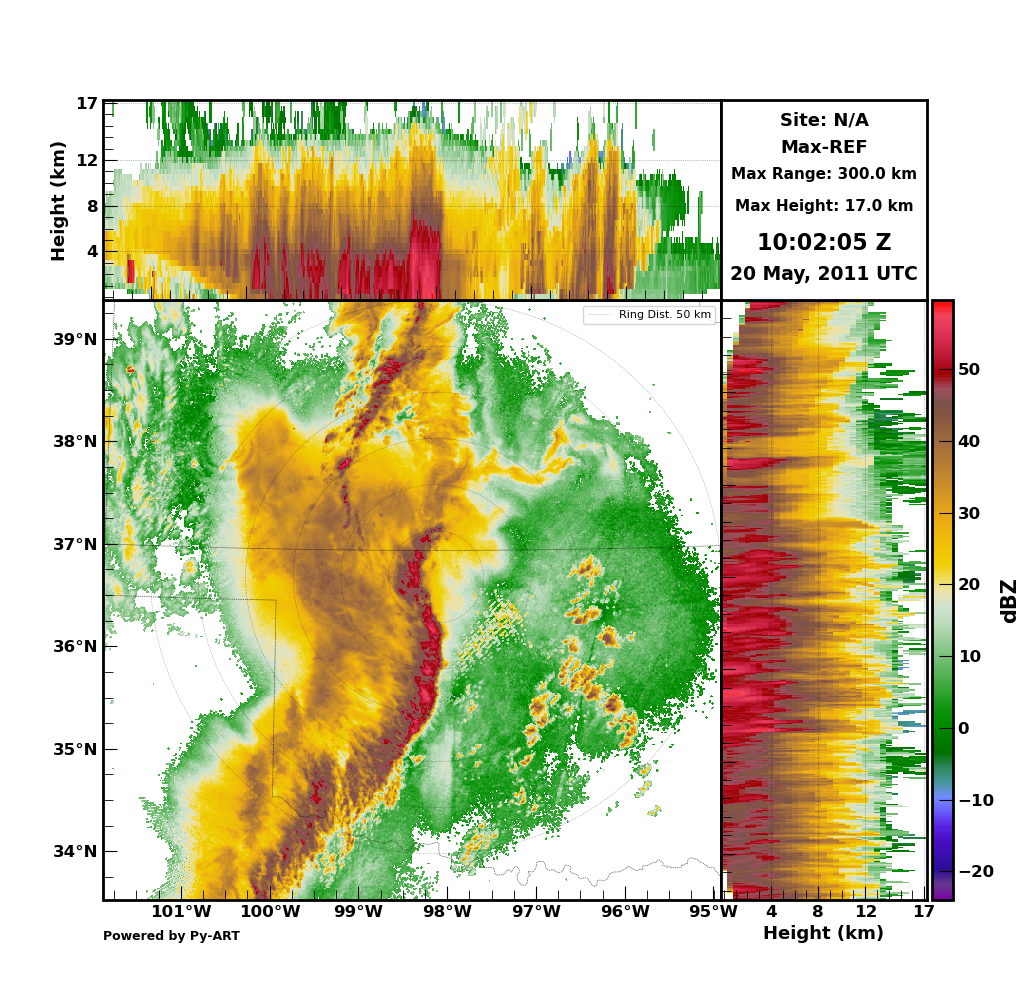 17
12
8
4
Height (km)
Site: N/A
Max-REF
Max Range: 300.0 km
Max Height: 17.0 km
10:02:05 Z
20 May, 2011 UTC
Ring Dist. 50 km
39°N
38°N
37°N
36°N
35°N
34°N
101°W 100°W 99°W 98°W 97°W 96°W 95°W
4 8 12 17
Height (km)
50
40
30
20
10
0
−10
−20
dBZ
Powered by Py-ART